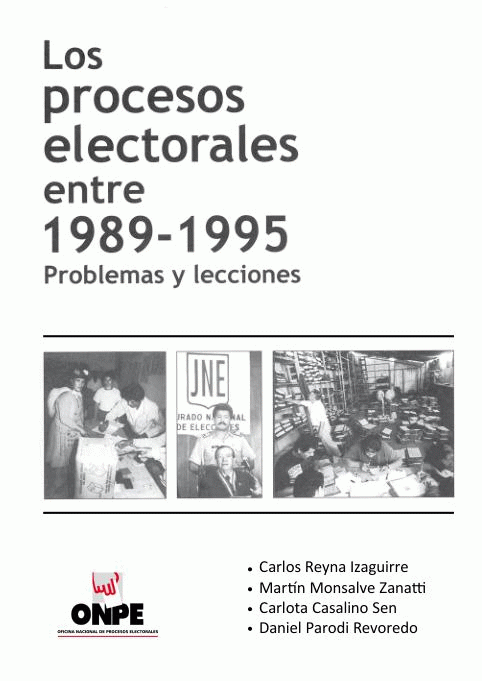 Los
procesos
electorales
entre
1989-1995
Problemas y lecciones
JNE
JURADO NACIONAL
DE ELECCIONES
• Carlos Reyna Izaguirre
• Martín Monsalve Zanatti
• Carlota Casalino Sen
• Daniel Parodi Revoredo
ONPE
OFICINA NACIONAL DE PROCESOS ELECTORALES